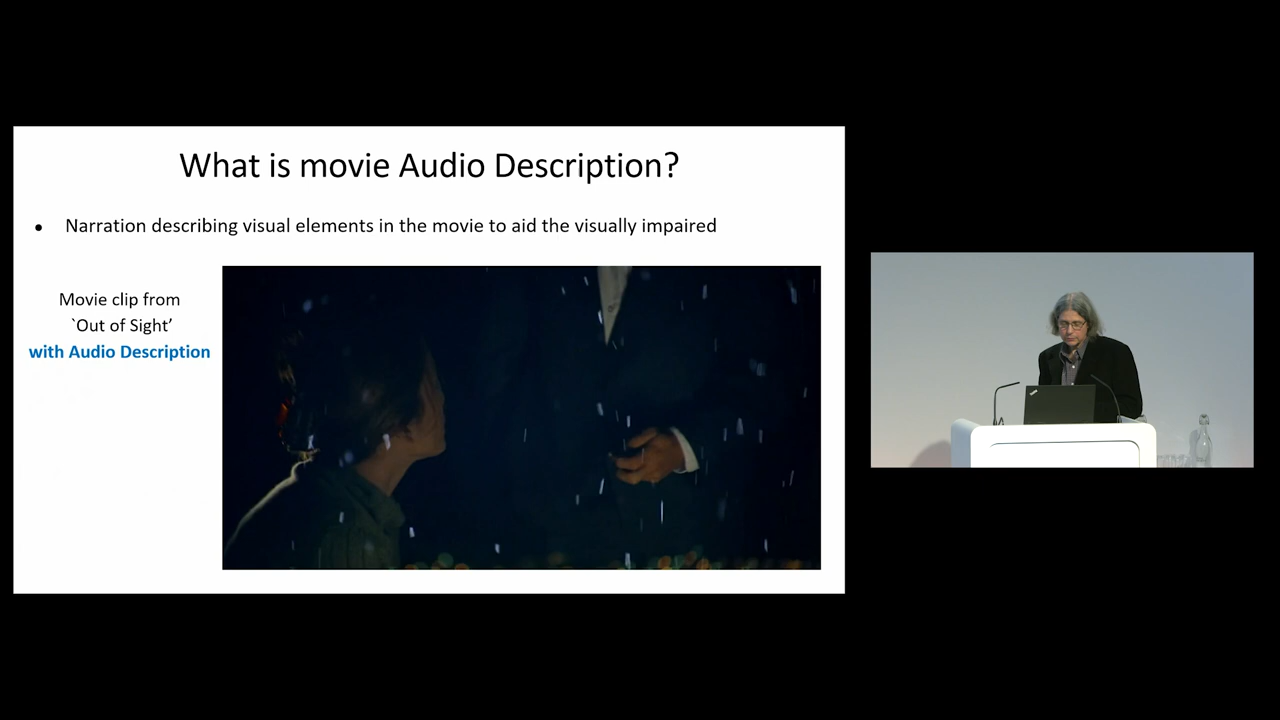 What is movie Audio Description?
• Narration describing visual elements in the movie to aid the visually impaired
Movie clip from
`Out of Sight’
with Audio Description